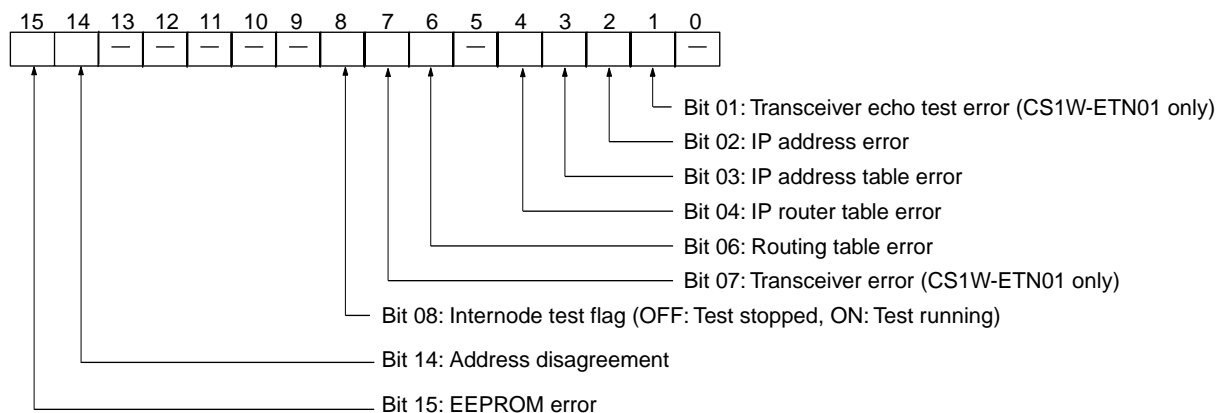 15 14 13 12 11 10 9 8 7 6 5 4 3 2 1 0
— — — — — — —
Bit 01: Transceiver echo test error (CS1W-ETN01 only)
Bit 02: IP address error
Bit 03: IP address table error
Bit 04: IP router table error
Bit 06: Routing table error
Bit 07: Transceiver error (CS1W-ETN01 only)
Bit 08: Internode test flag (OFF: Test stopped, ON: Test running)
Bit 14: Address disagreement
Bit 15: EEPROM error